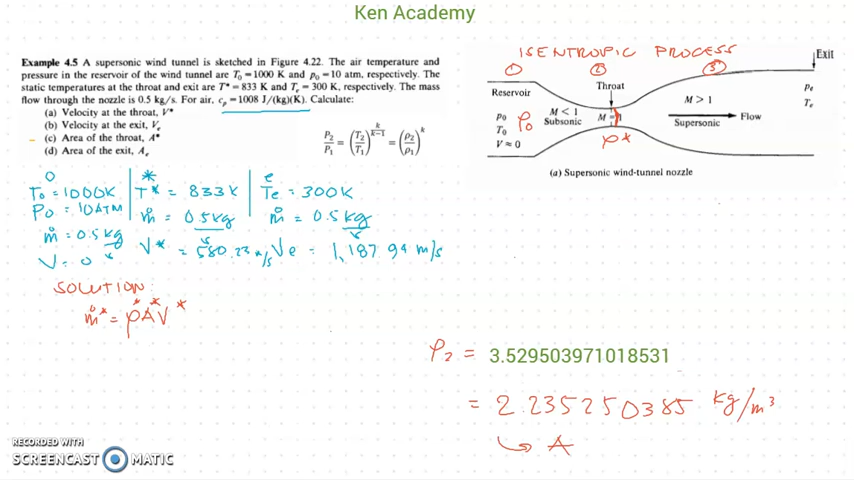 Ken Academy
Example 4.5 A supersonic wind tunnel is sketched in Figure 4.22. The air temperature and
pressure in the reservoir of the wind tunnel are T₀ = 1000 K and p₀ = 10 atm, respectively. The
static temperatures at the throat and exit are T* = 833 K and Tₑ = 300 K, respectively. The mass
flow through the nozzle is 0.5 kg/s. For air, cₚ = 1008 J/(kg)(K). Calculate:
(a) Velocity at the throat, V*
(b) Velocity at the exit, Vₑ
(c) Area of the throat, A*
(d) Area of the exit, Aₑ
P₂/P₁ = (T₂/T₁)^(k/(k-1)) = (ρ₂/ρ₁)^k
ISENTROPIC PROCESS
① ② ③ Exit
Reservoir Throat
M < 1 M = 1 M > 1 pₑ
p₀ ρ₀ Subsonic Supersonic Flow Tₑ
T₀
V ≈ 0 ρ*
(a) Supersonic wind-tunnel nozzle
O * e
T₀ = 1000K T* = 833K Te = 300K
P₀ = 10ATM ṁ = 0.5kg/s ṁ = 0.5kg/s
ṁ = 0.5kg/s V* = 580.23 m/s Ve = 1,187.94 m/s
V = 0
SOLUTION:
ṁ* = ρ*A*V*
ρ₂ = 3.529503971018531
= 2.235250385 kg/m³
↳ A
RECORDED WITH
SCREENCAST MATIC